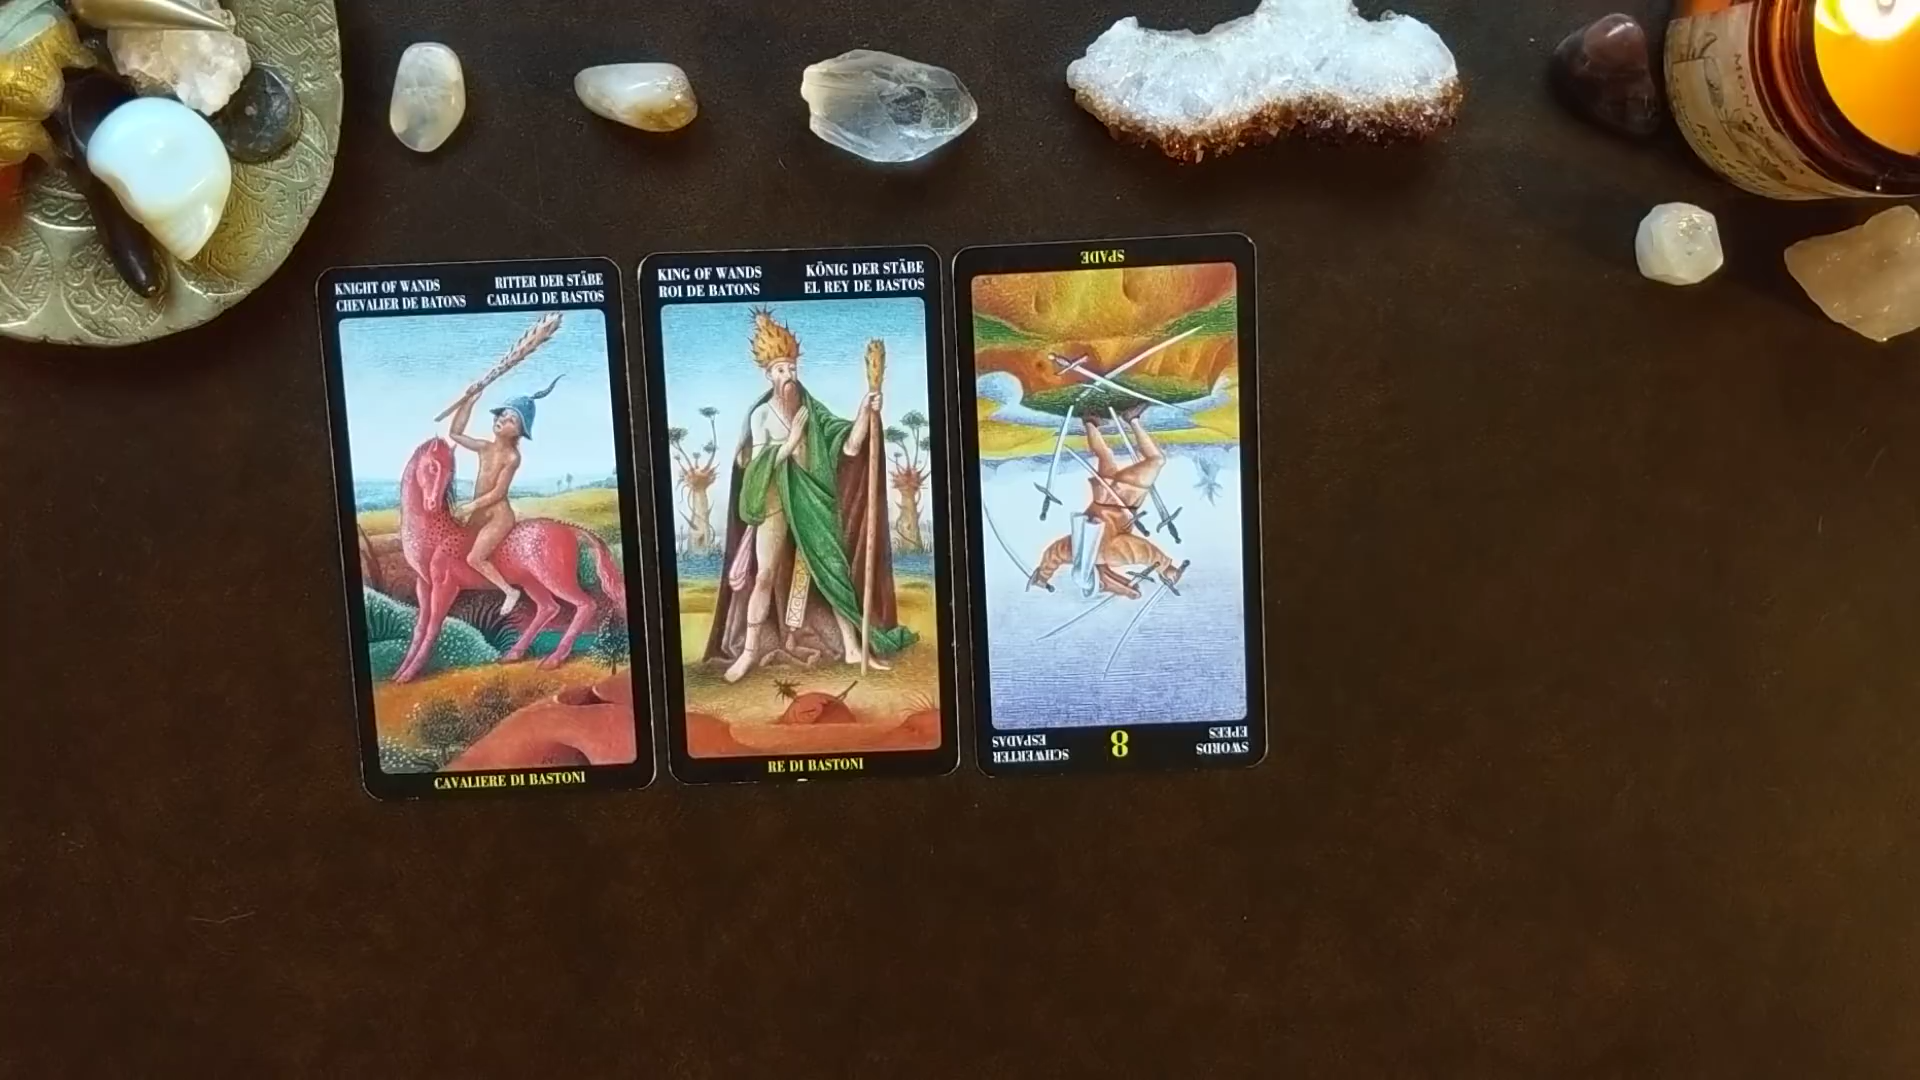 KNIGHT OF WANDS
CHEVALIER DE BATONS
RITTER DER STÄBE
CABALLO DE BASTOS
CAVALIERE DI BASTONI
KING OF WANDS
ROI DE BATONS
KÖNIG DER STÄBE
EL REY DE BASTOS
RE DI BASTONI
SPADE
SWORDS
EPEES
8
SCHWERTER
ESPADAS